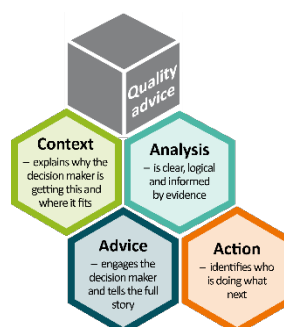 Quality
advice
Context
– explains why the
decision maker is
getting this and
where it fits
Analysis
– is clear, logical
and informed
by evidence
Advice
– engages the
decision maker
and tells the full
story
Action
– identifies who
is doing what
next